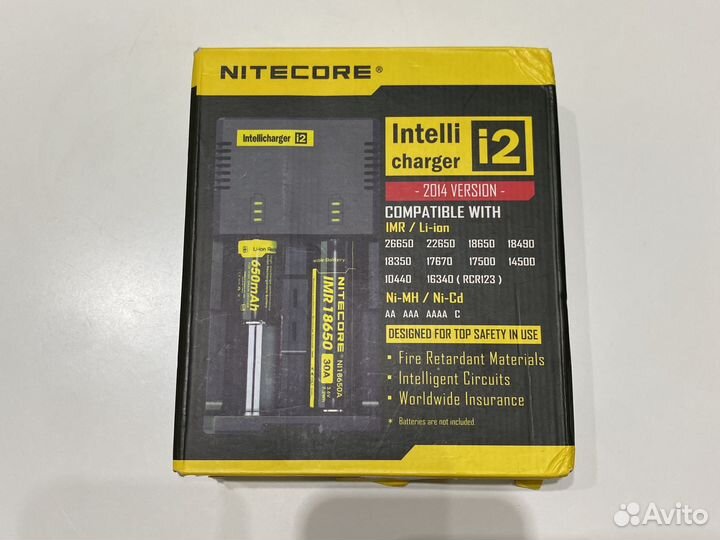 NITECORE®
Intellicharger i2
Intelli
charger
i2
- 2014 VERSION -
COMPATIBLE WITH
IMR / Li-ion
26650 22650 18650 18490
18350 17670 17500 14500
10440 16340 ( RCR123 )
Ni-MH / Ni-Cd
AA AAA AAAA C
DESIGNED FOR TOP SAFETY IN USE
• Fire Retardant Materials
• Intelligent Circuits
• Worldwide Insurance
* Batteries are not included.
Li-ion
650mAh
NITECORE
IMR18650
30A
NI18650A
Avito